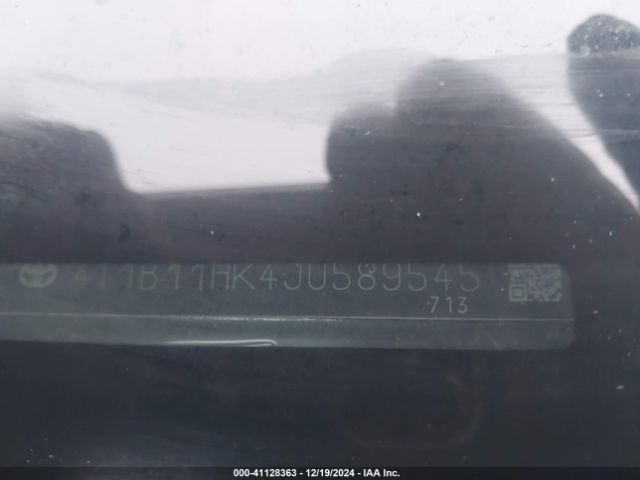 4T1B11HK4JU589545
713
000-41128363 • 12/19/2024 - IAA Inc.